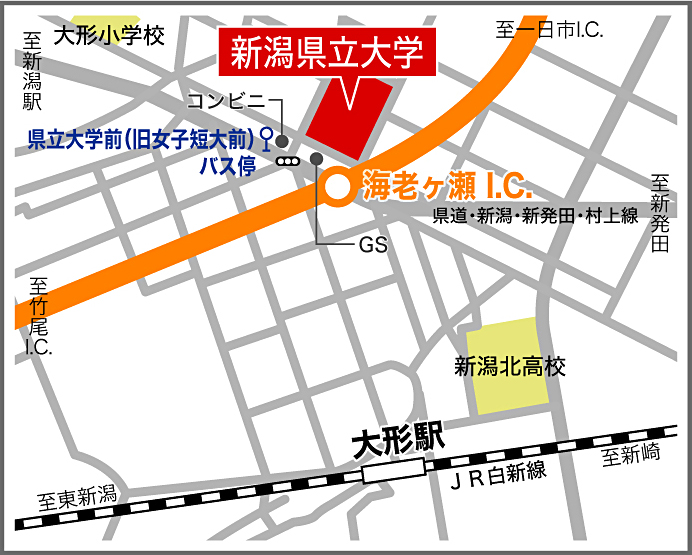 大形小学校
至新潟駅
新潟県立大学
至一日市I.C.
コンビニ
県立大学前(旧女子短大前)
バス停
海老ヶ瀬 I.C.
県道・新潟・新発田・村上線
至新発田
GS
至竹尾I.C.
新潟北高校
大形駅
JR白新線
至新崎
至東新潟